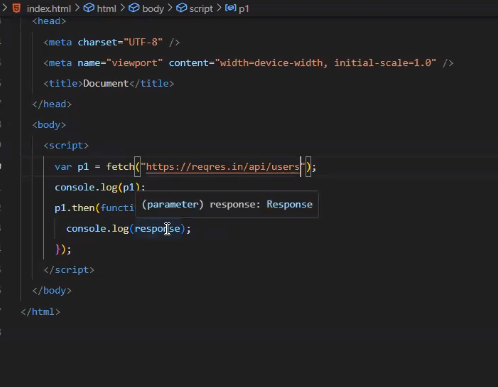 index.html > html > body > script > p1
<head>
<meta charset="UTF-8" />
<meta name="viewport" content="width=device-width, initial-scale=1.0" />
<title>Document</title>
</head>
<body>
<script>
var p1 = fetch("https://reqres.in/api/users");
console.log(p1);
(parameter) response: Response
p1.then(functi
console.log(response);
});
</script>
</body>
</html>